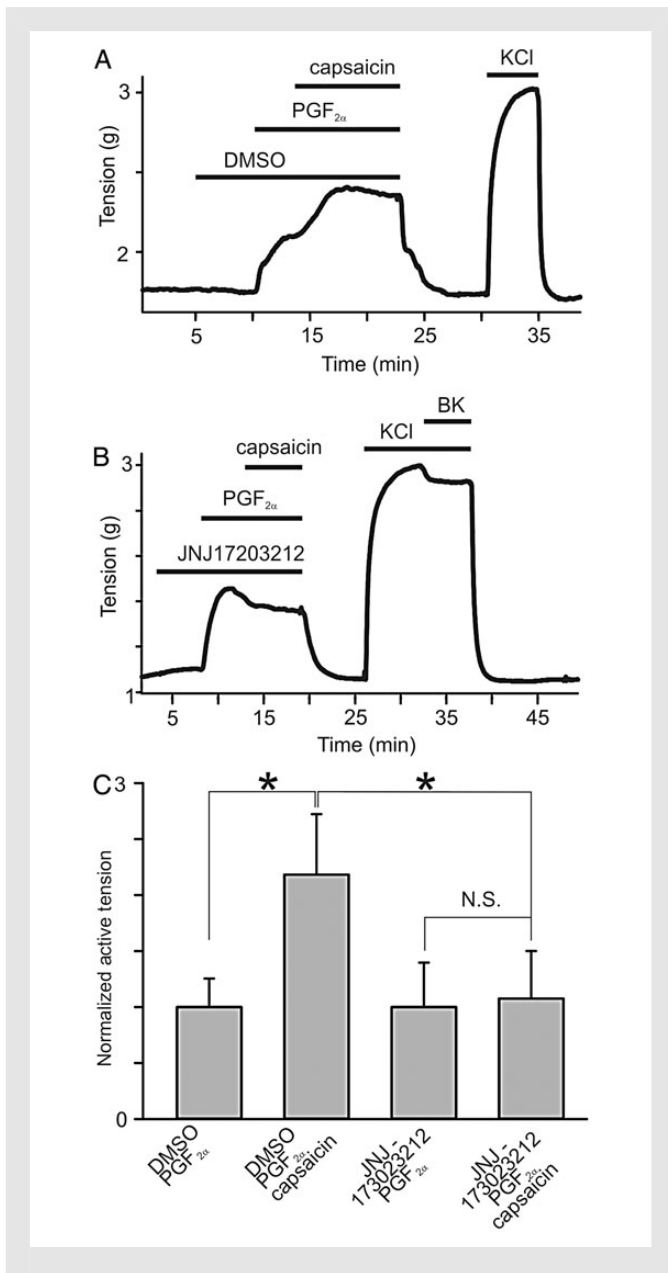 A
capsaicin
KCl
PGF2α
DMSO
Tension (g)
3
2
5
15
25
35
Time (min)
B
BK
KCl
capsaicin
PGF2α
JNJ17203212
Tension (g)
3
1
5
15
25
35
45
Time (min)
C
3
*
*
N.S.
Normalized active tension
0
DMSO
PGF2α
DMSO
PGF2α,
capsaicin
JNJ -
173023212
PGF2α
JNJ -
173023212
PGF2α,
capsaicin